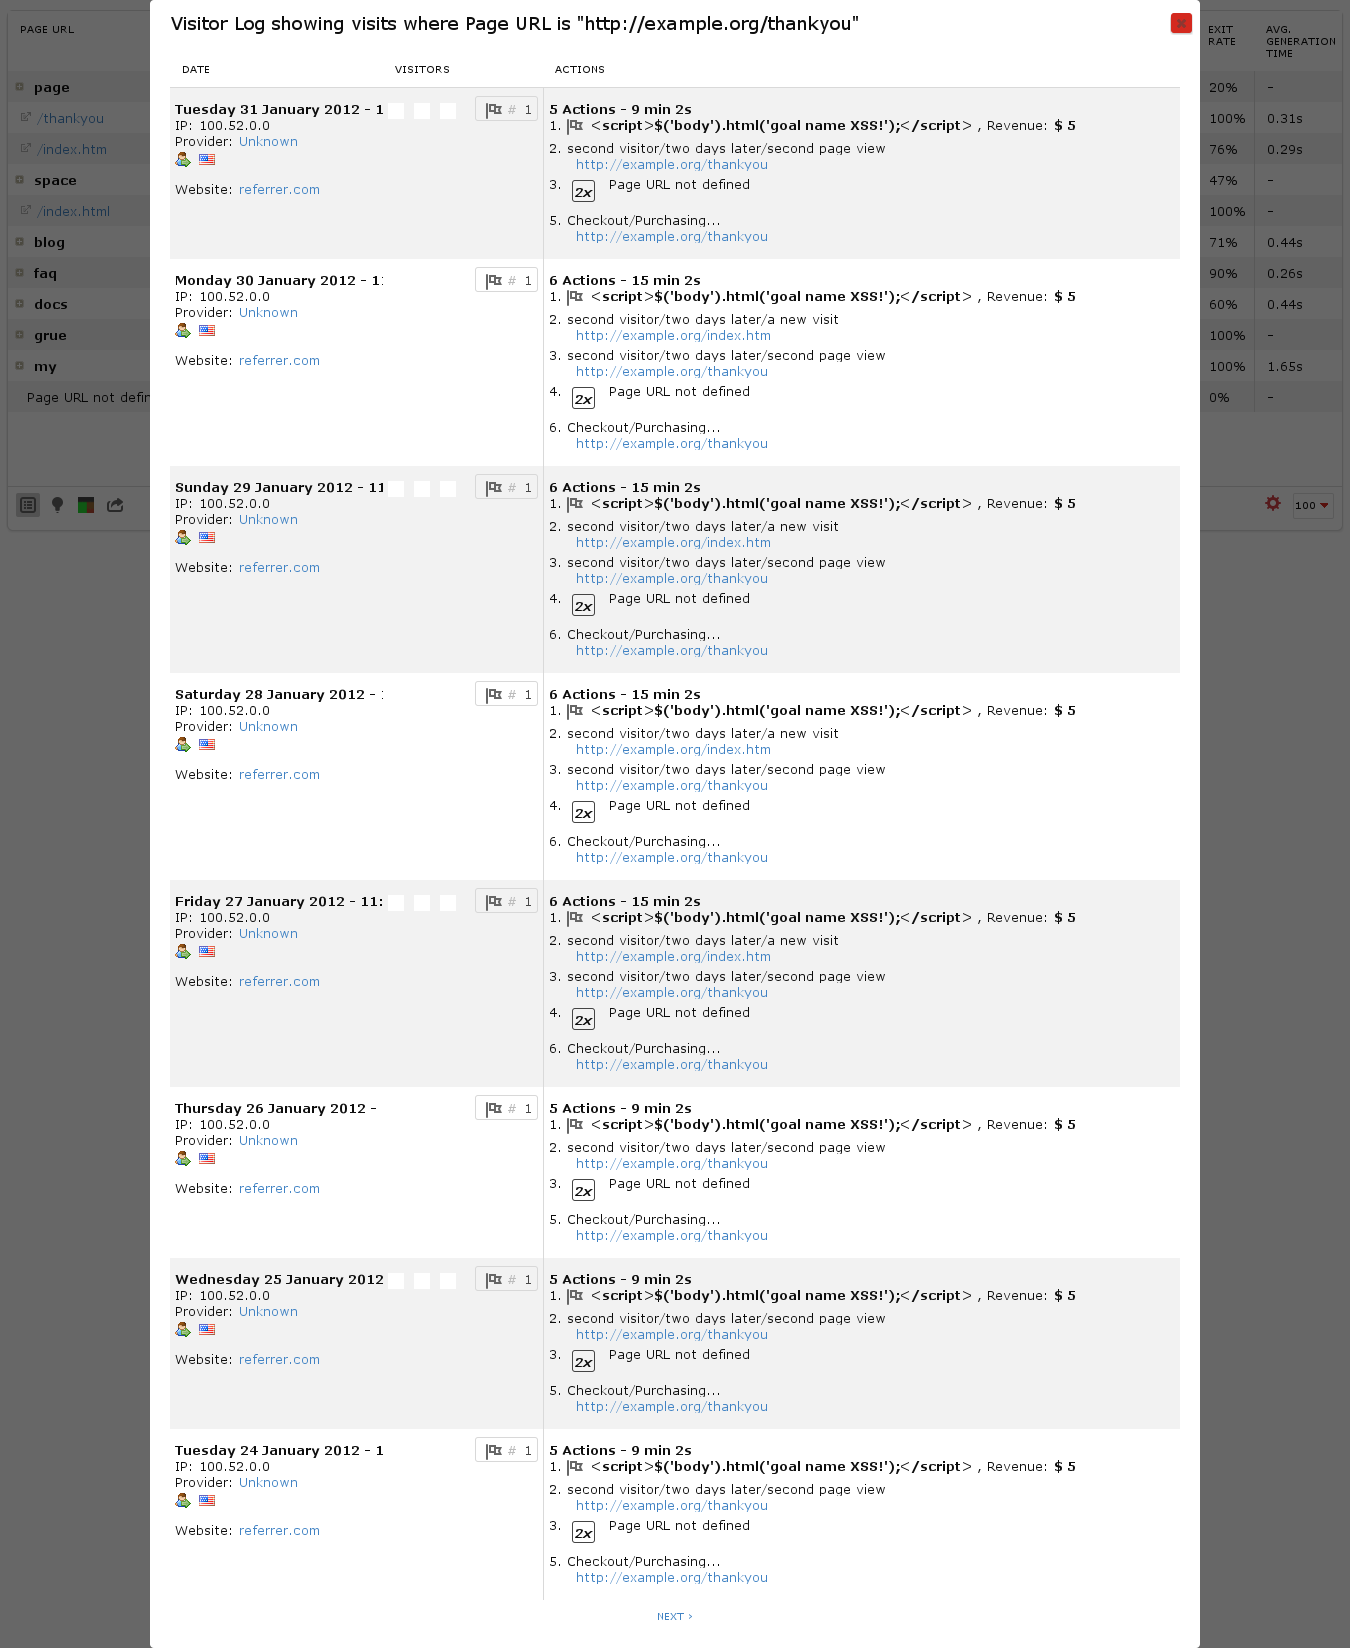 Visitor Log showing visits where Page URL is "http://example.org/thankyou"
PAGE URL
EXIT RATE
AVG. GENERATION TIME
page 20% -
/thankyou 100% 0.31s
/index.htm 76% 0.29s
space 47% -
/index.html 100% -
blog 71% 0.44s
faq 90% 0.26s
docs 60% 0.44s
grue 100% -
my 100% 1.65s
Page URL not defin 0% -
100
DATE VISITORS ACTIONS
Tuesday 31 January 2012 - 1 # 1
IP: 100.52.0.0
Provider: Unknown
Website: referrer.com
5 Actions - 9 min 2s
1. <script>$('body').html('goal name XSS!');</script> , Revenue: $ 5
2. second visitor/two days later/second page view
http://example.org/thankyou
3. 2x Page URL not defined
5. Checkout/Purchasing...
http://example.org/thankyou
Monday 30 January 2012 - 1 # 1
IP: 100.52.0.0
Provider: Unknown
Website: referrer.com
6 Actions - 15 min 2s
1. <script>$('body').html('goal name XSS!');</script> , Revenue: $ 5
2. second visitor/two days later/a new visit
http://example.org/index.htm
3. second visitor/two days later/second page view
http://example.org/thankyou
4. 2x Page URL not defined
6. Checkout/Purchasing...
http://example.org/thankyou
Sunday 29 January 2012 - 11 # 1
IP: 100.52.0.0
Provider: Unknown
Website: referrer.com
6 Actions - 15 min 2s
1. <script>$('body').html('goal name XSS!');</script> , Revenue: $ 5
2. second visitor/two days later/a new visit
http://example.org/index.htm
3. second visitor/two days later/second page view
http://example.org/thankyou
4. 2x Page URL not defined
6. Checkout/Purchasing...
http://example.org/thankyou
Saturday 28 January 2012 - # 1
IP: 100.52.0.0
Provider: Unknown
Website: referrer.com
6 Actions - 15 min 2s
1. <script>$('body').html('goal name XSS!');</script> , Revenue: $ 5
2. second visitor/two days later/a new visit
http://example.org/index.htm
3. second visitor/two days later/second page view
http://example.org/thankyou
4. 2x Page URL not defined
6. Checkout/Purchasing...
http://example.org/thankyou
Friday 27 January 2012 - 11: # 1
IP: 100.52.0.0
Provider: Unknown
Website: referrer.com
6 Actions - 15 min 2s
1. <script>$('body').html('goal name XSS!');</script> , Revenue: $ 5
2. second visitor/two days later/a new visit
http://example.org/index.htm
3. second visitor/two days later/second page view
http://example.org/thankyou
4. 2x Page URL not defined
6. Checkout/Purchasing...
http://example.org/thankyou
Thursday 26 January 2012 - # 1
IP: 100.52.0.0
Provider: Unknown
Website: referrer.com
5 Actions - 9 min 2s
1. <script>$('body').html('goal name XSS!');</script> , Revenue: $ 5
2. second visitor/two days later/second page view
http://example.org/thankyou
3. 2x Page URL not defined
5. Checkout/Purchasing...
http://example.org/thankyou
Wednesday 25 January 2012 # 1
IP: 100.52.0.0
Provider: Unknown
Website: referrer.com
5 Actions - 9 min 2s
1. <script>$('body').html('goal name XSS!');</script> , Revenue: $ 5
2. second visitor/two days later/second page view
http://example.org/thankyou
3. 2x Page URL not defined
5. Checkout/Purchasing...
http://example.org/thankyou
Tuesday 24 January 2012 - 1 # 1
IP: 100.52.0.0
Provider: Unknown
Website: referrer.com
5 Actions - 9 min 2s
1. <script>$('body').html('goal name XSS!');</script> , Revenue: $ 5
2. second visitor/two days later/second page view
http://example.org/thankyou
3. 2x Page URL not defined
5. Checkout/Purchasing...
http://example.org/thankyou
NEXT ›